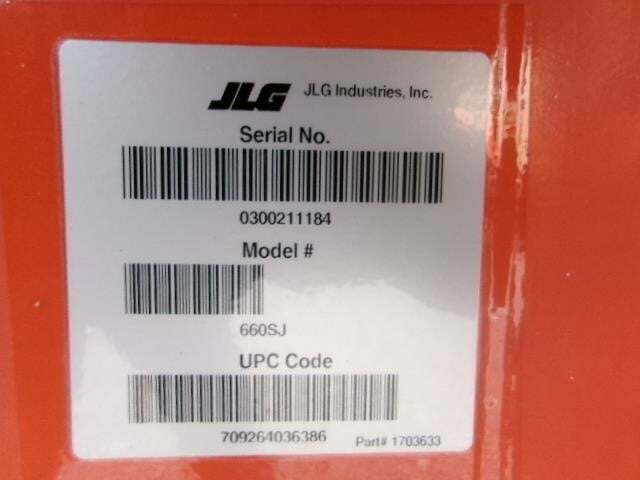 JLG JLG Industries, Inc.
Serial No.
0300211184
Model #
660SJ
UPC Code
709264036386 Part# 1703633